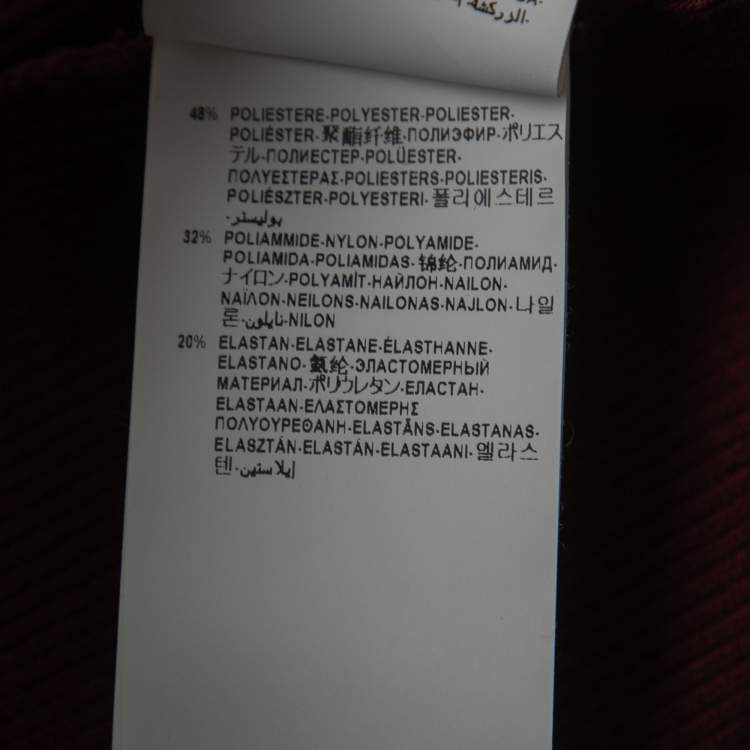 الزركشة
48% POLIESTERE-POLYESTER-POLIESTER-
POLIÉSTER-聚酯纤维-ПОЛИЭФИР-ポリエス
テル-ПОЛИЕСТЕР-POLÜESTER-
ΠΟΛΥΕΣΤΕΡΑΣ-POLIESTERS-POLIESTERIS-
POLIÉSZTER-POLYESTERI-폴리에스테르
-بوليستر
32% POLIAMMIDE-NYLON-POLYAMIDE-
POLIAMIDA-POLIAMIDAS-锦纶-ПОЛИАМИД-
ナイロン-POLYAMİT-НАЙЛОН-NAILON-
ΝΑΪΛΟΝ-NEILONS-NAILONAS-NAJLON-나일
론-نايلون-NILON
20% ELASTAN-ELASTANE-ÉLASTHANNE-
ELASTANO-氨纶-ЭЛАСТОМЕРНЫЙ
МАТЕРИАЛ-ポリウレタン-ЕЛАСТАН-
ELASTAAN-ΕΛΑΣΤΟΜΕΡΗΣ
ΠΟΛΥΟΥΡΕΘΑΝΗ-ELASTĀNS-ELASTANAS-
ELASZTÁN-ELASTÁN-ELASTAANI-엘라스
텐-إيلاستين